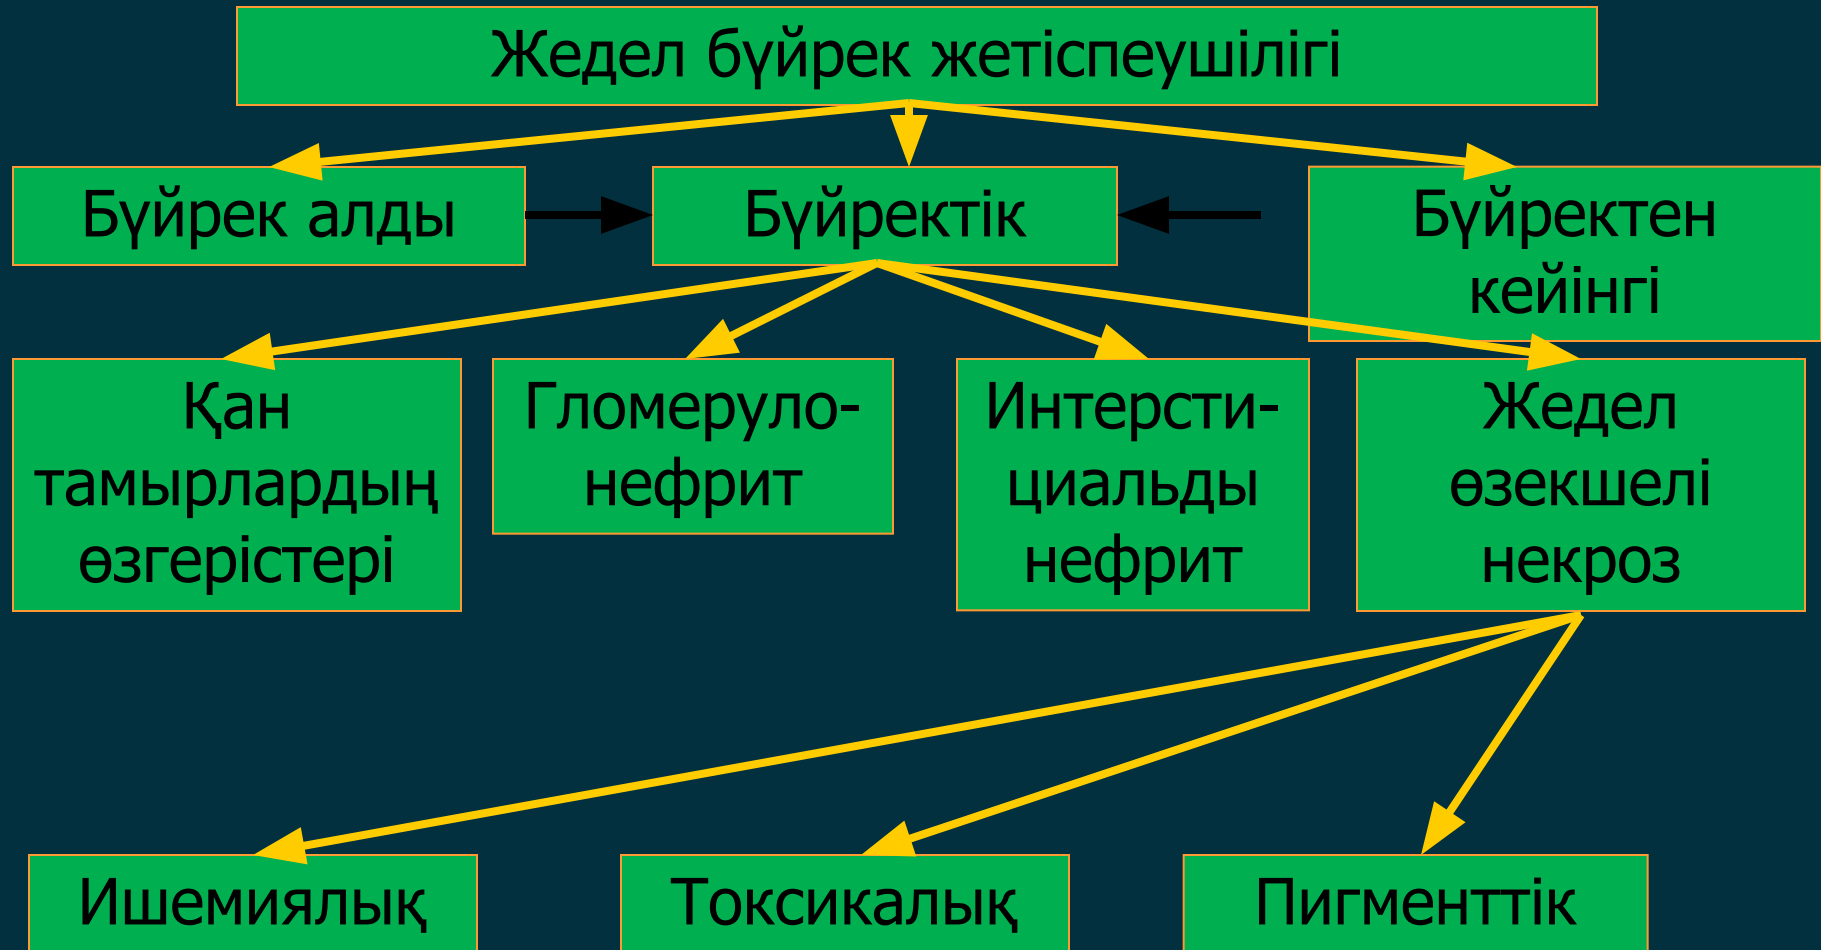 Жедел бүйрек жетіспеушілігі
Бүйрек алды
Бүйректік
Бүйректен
кейінгі
Қан
тамырлардың
өзгерістері
Гломеруло-
нефрит
Интерсти-
циальды
нефрит
Жедел
өзекшелі
некроз
Ишемиялық
Токсикалық
Пигменттік